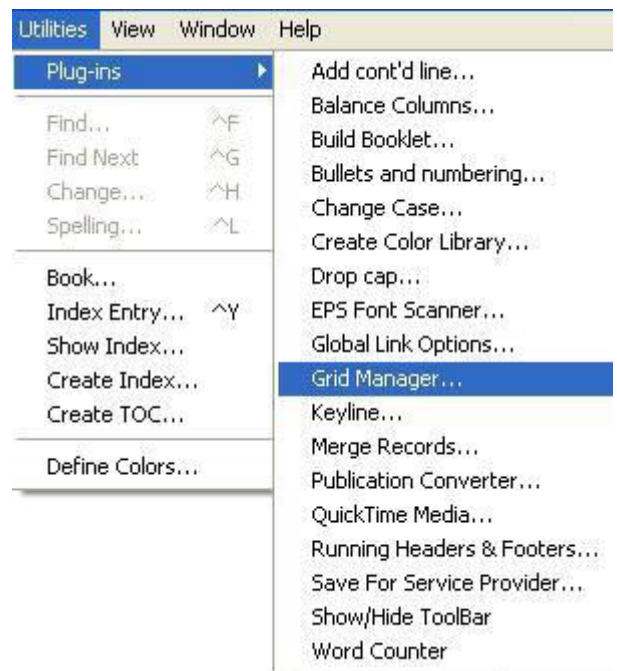 Utilities View Window Help
Plug-ins
Find... ^F
Find Next ^G
Change... ^H
Spelling... ^L
Book...
Index Entry... ^Y
Show Index...
Create Index...
Create TOC...
Define Colors...
Add cont'd line...
Balance Columns...
Build Booklet...
Bullets and numbering...
Change Case...
Create Color Library...
Drop cap...
EPS Font Scanner...
Global Link Options...
Grid Manager...
Keyline...
Merge Records...
Publication Converter...
QuickTime Media...
Running Headers & Footers...
Save For Service Provider...
Show/Hide ToolBar
Word Counter